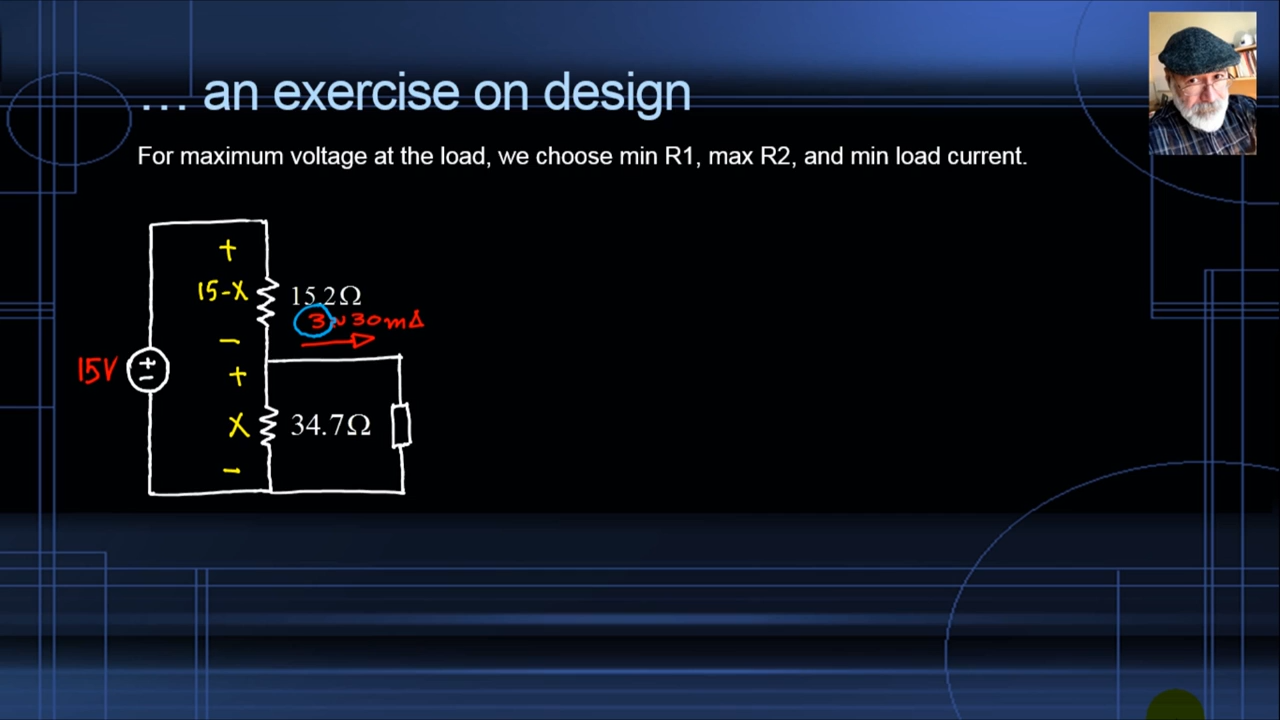 … an exercise on design
For maximum voltage at the load, we choose min R1, max R2, and min load current.
+
15-X
15.2Ω
3~30mA
-
15V
+
-
+
X
34.7Ω
-